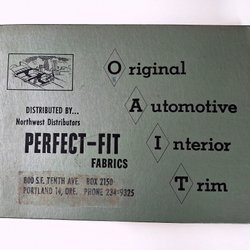 Original
Automotive
Interior
Trim
DISTRIBUTED BY...
Northwest Distributors
PERFECT-FIT
FABRICS
800 S.E. TENTH AVE. BOX 2150
PORTLAND 14, ORE. PHONE 234-9325